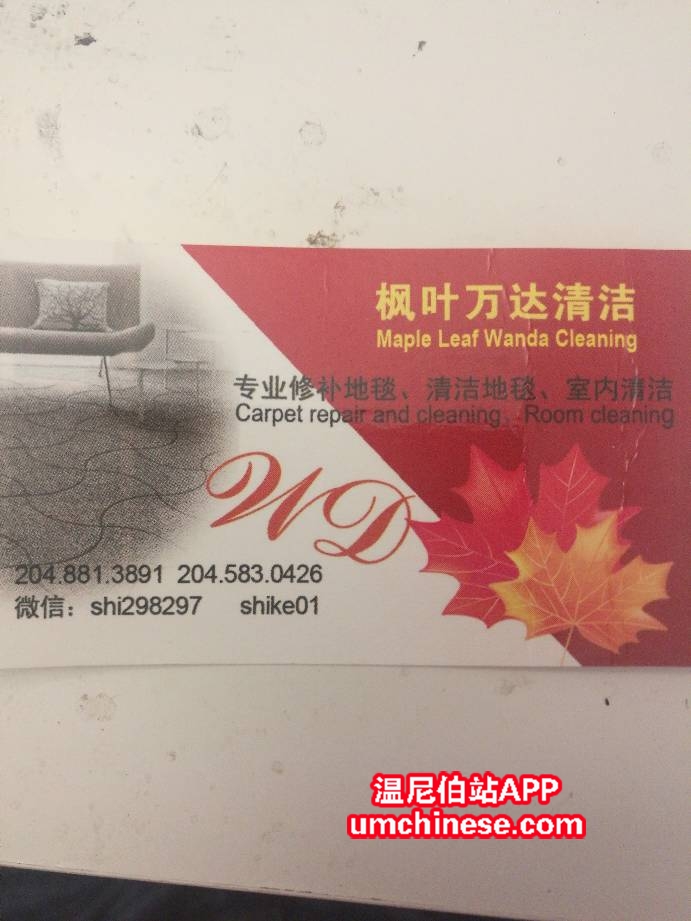 枫叶万达清洁
Maple Leaf Wanda Cleaning
专业修补地毯、清洁地毯、室内清洁
Carpet repair and cleaning、Room cleaning
WD
204.881.3891 204.583.0426
微信：shi298297 shike01
温尼伯站APP
umchinese.com